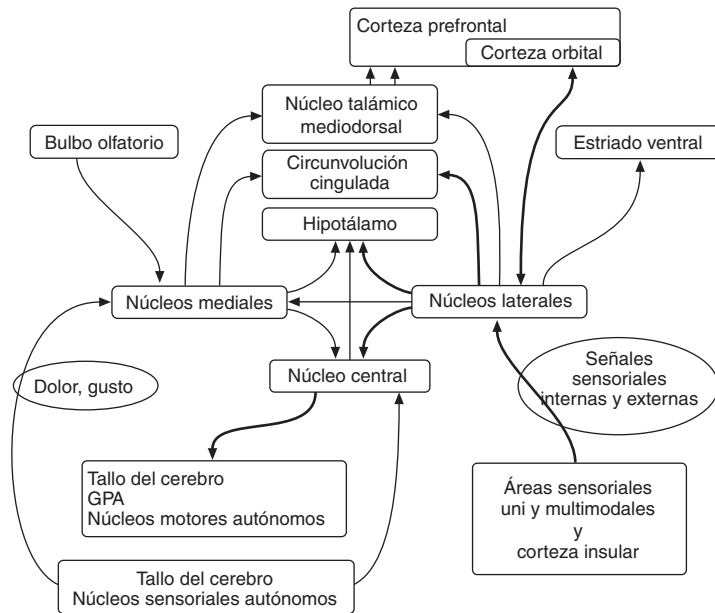 Corteza prefrontal
Corteza orbital
Núcleo talámico
mediodorsal
Bulbo olfatorio
Estriado ventral
Circunvolución
cingulada
Hipotálamo
Núcleos mediales
Núcleos laterales
Dolor, gusto
Núcleo central
Señales
sensoriales
internas y externas
Tallo del cerebro
GPA
Núcleos motores autónomos
Áreas sensoriales
uni y multimodales
y
corteza insular
Tallo del cerebro
Núcleos sensoriales autónomos